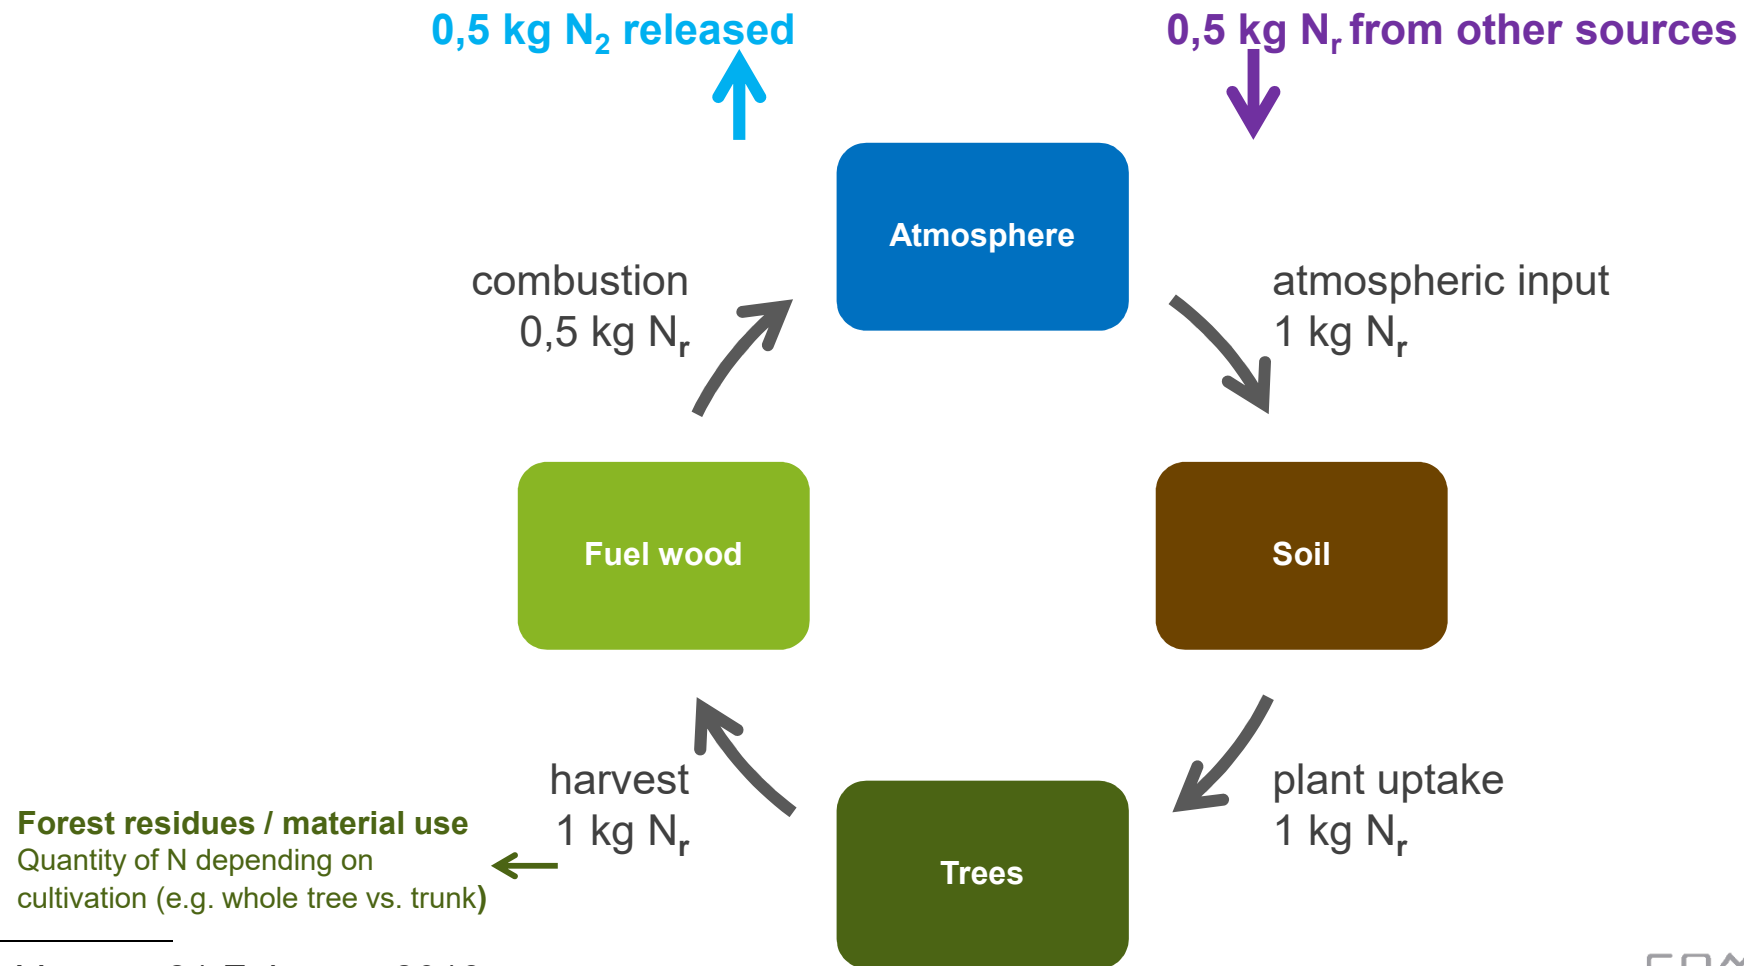 0,5 kg N2 released
0,5 kg Nr from other sources
Atmosphere
combustion
0,5 kg Nr
atmospheric input
1 kg Nr
Fuel wood
Soil
harvest
1 kg Nr
plant uptake
1 kg Nr
Forest residues / material use
Quantity of N depending on
cultivation (e.g. whole tree vs. trunk)
Trees